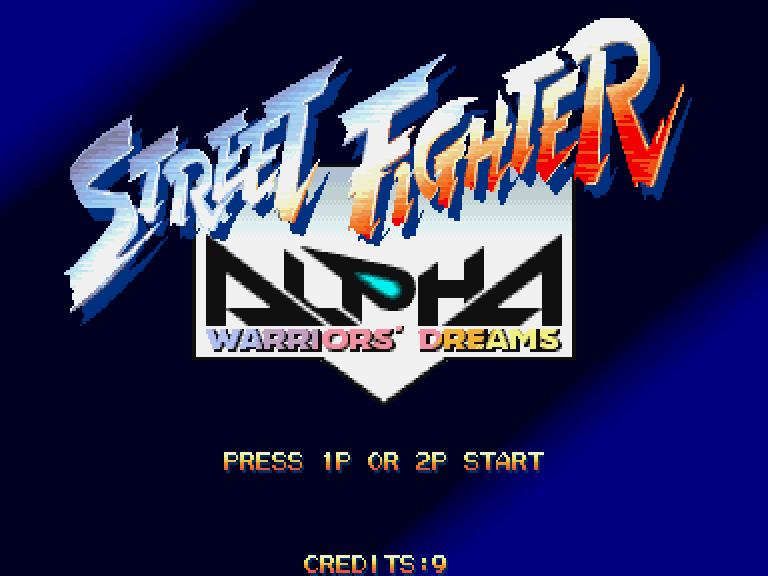 STREET FIGHTER
ALPHA
WARRIORS' DREAMS
PRESS 1P OR 2P START
CREDITS:9